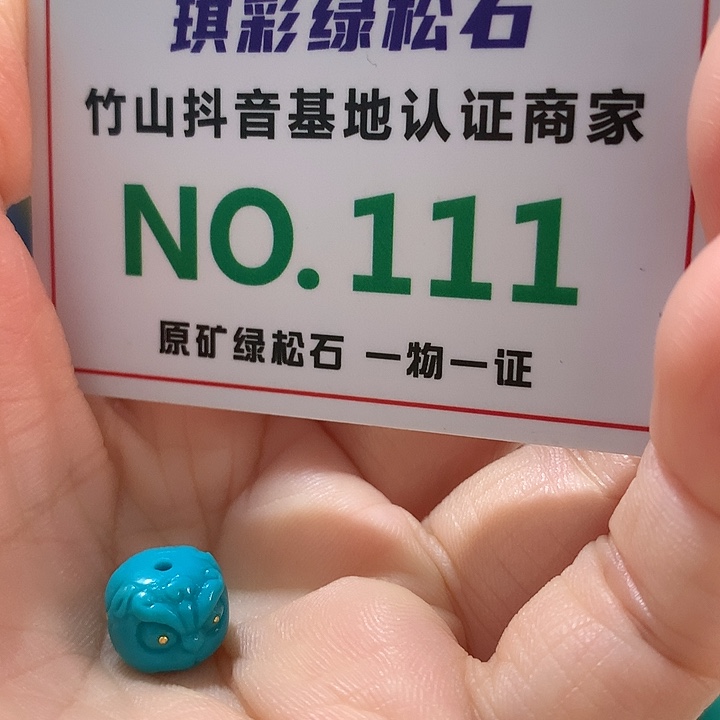 琪彩绿松石
竹山抖音基地认证商家
NO.111
原矿绿松石 一物一证